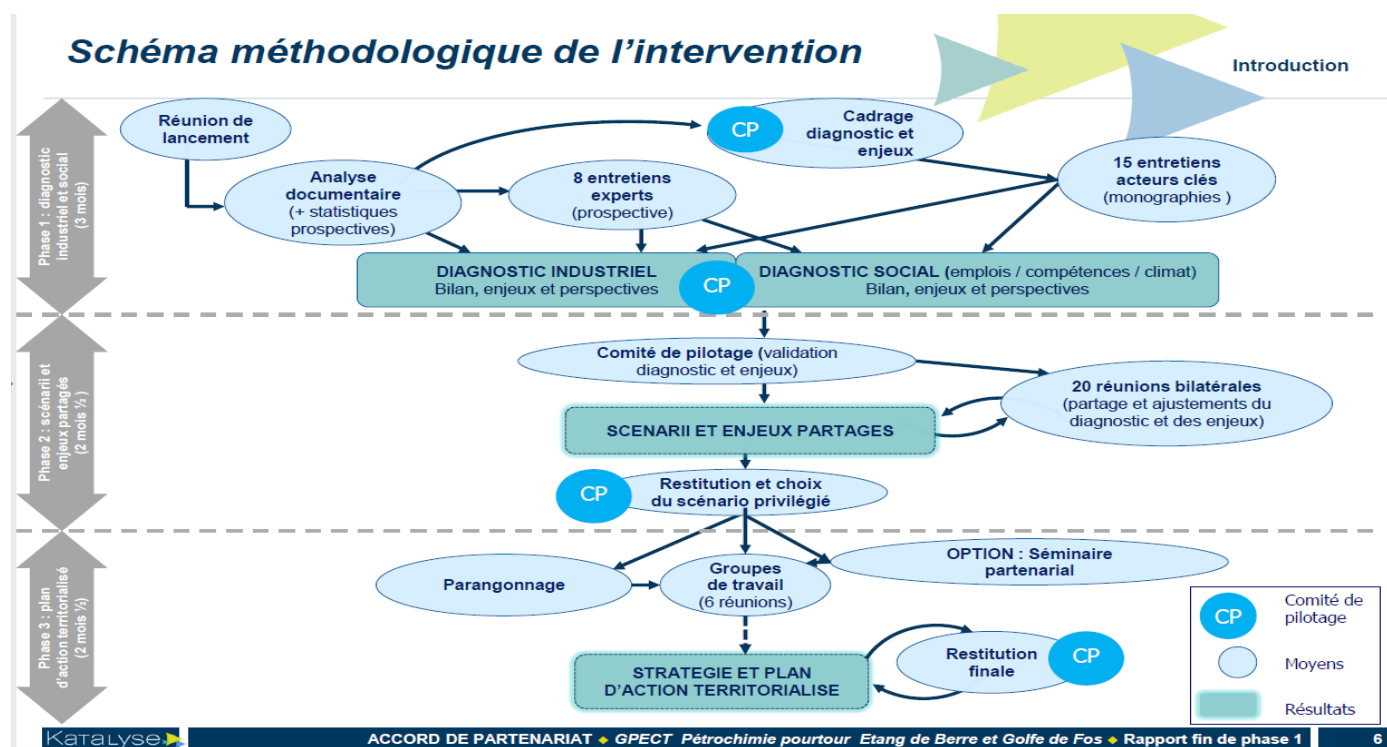 Schéma méthodologique de l'intervention
Introduction
Phase 1 : diagnostic
industriel et social
(3 mois)
Réunion de
lancement
CP
Cadrage
diagnostic et
enjeux
Analyse
documentaire
(+ statistiques
prospectives)
8 entretiens
experts
(prospective)
15 entretiens
acteurs clés
(monographies )
DIAGNOSTIC INDUSTRIEL
Bilan, enjeux et perspectives
CP
DIAGNOSTIC SOCIAL (emplois / compétences / climat)
Bilan, enjeux et perspectives
Phase 2 : scénarii et
enjeux partagés
(2 mois ½ )
Comité de pilotage (validation
diagnostic et enjeux)
20 réunions bilatérales
(partage et ajustements du
diagnostic et des enjeux)
SCENARII ET ENJEUX PARTAGES
CP
Restitution et choix
du scénario privilégié
Phase 3 : plan
d'action territorialisé
(2 mois ½)
Parangonnage
Groupes
de travail
(6 réunions)
OPTION : Séminaire
partenarial
STRATEGIE ET PLAN
D'ACTION TERRITORIALISE
Restitution
finale
CP
CP
Comité de
pilotage
Moyens
Résultats
KATALYSE
ACCORD DE PARTENARIAT ◆ GPECT Pétrochimie pourtour Etang de Berre et Golfe de Fos ◆ Rapport fin de phase 1
6